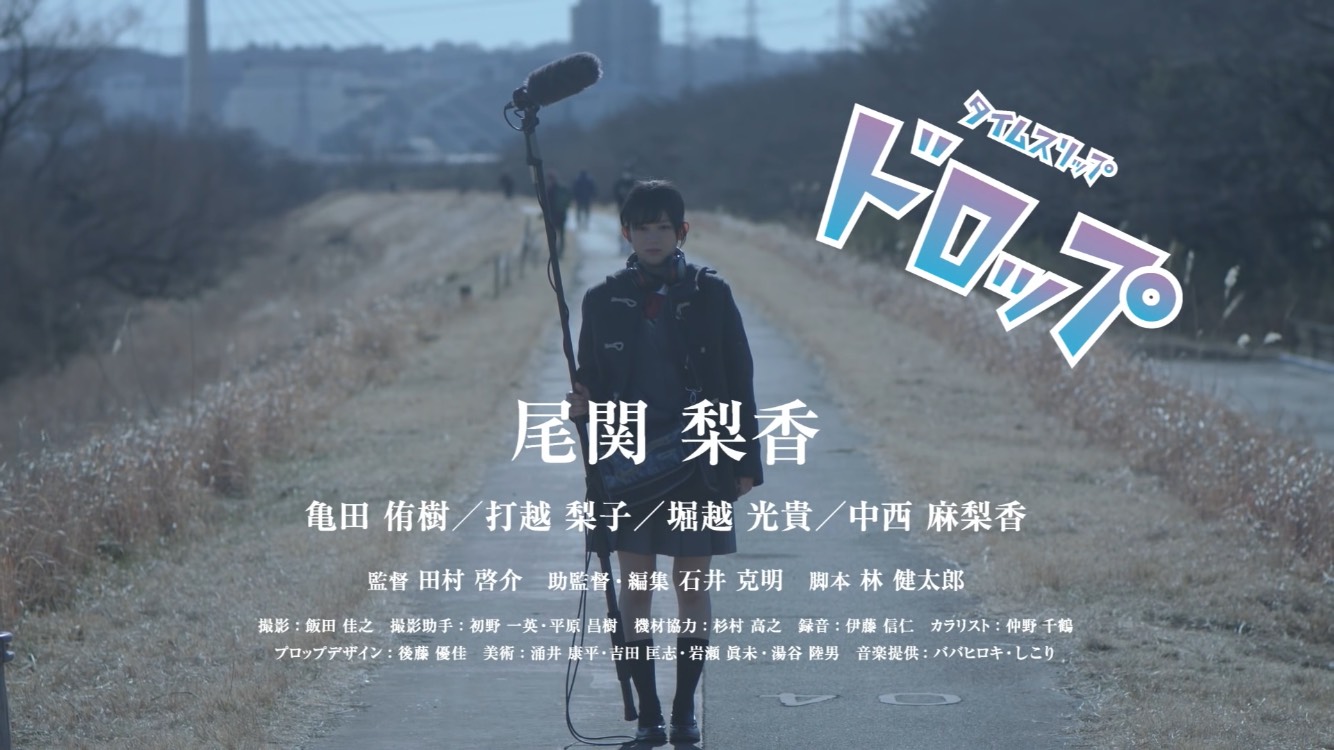 タイムスリップ
ドロップ
尾関 梨香
亀田 侑樹／打越 梨子／堀越 光貴／中西 麻梨香
監督 田村 啓介　助監督・編集 石井 克明　脚本 林 健太郎
撮影：飯田 佳之　撮影助手：初野 一英・平原 昌樹　機材協力：杉村 高之　録音：伊藤 信仁　カラリスト：仲野 千鶴
プロップデザイン：後藤 優佳　美術：涌井 康平・吉田 匡志・岩瀬 眞未・湯谷 陸男　音楽提供：ババヒロキ・しこり